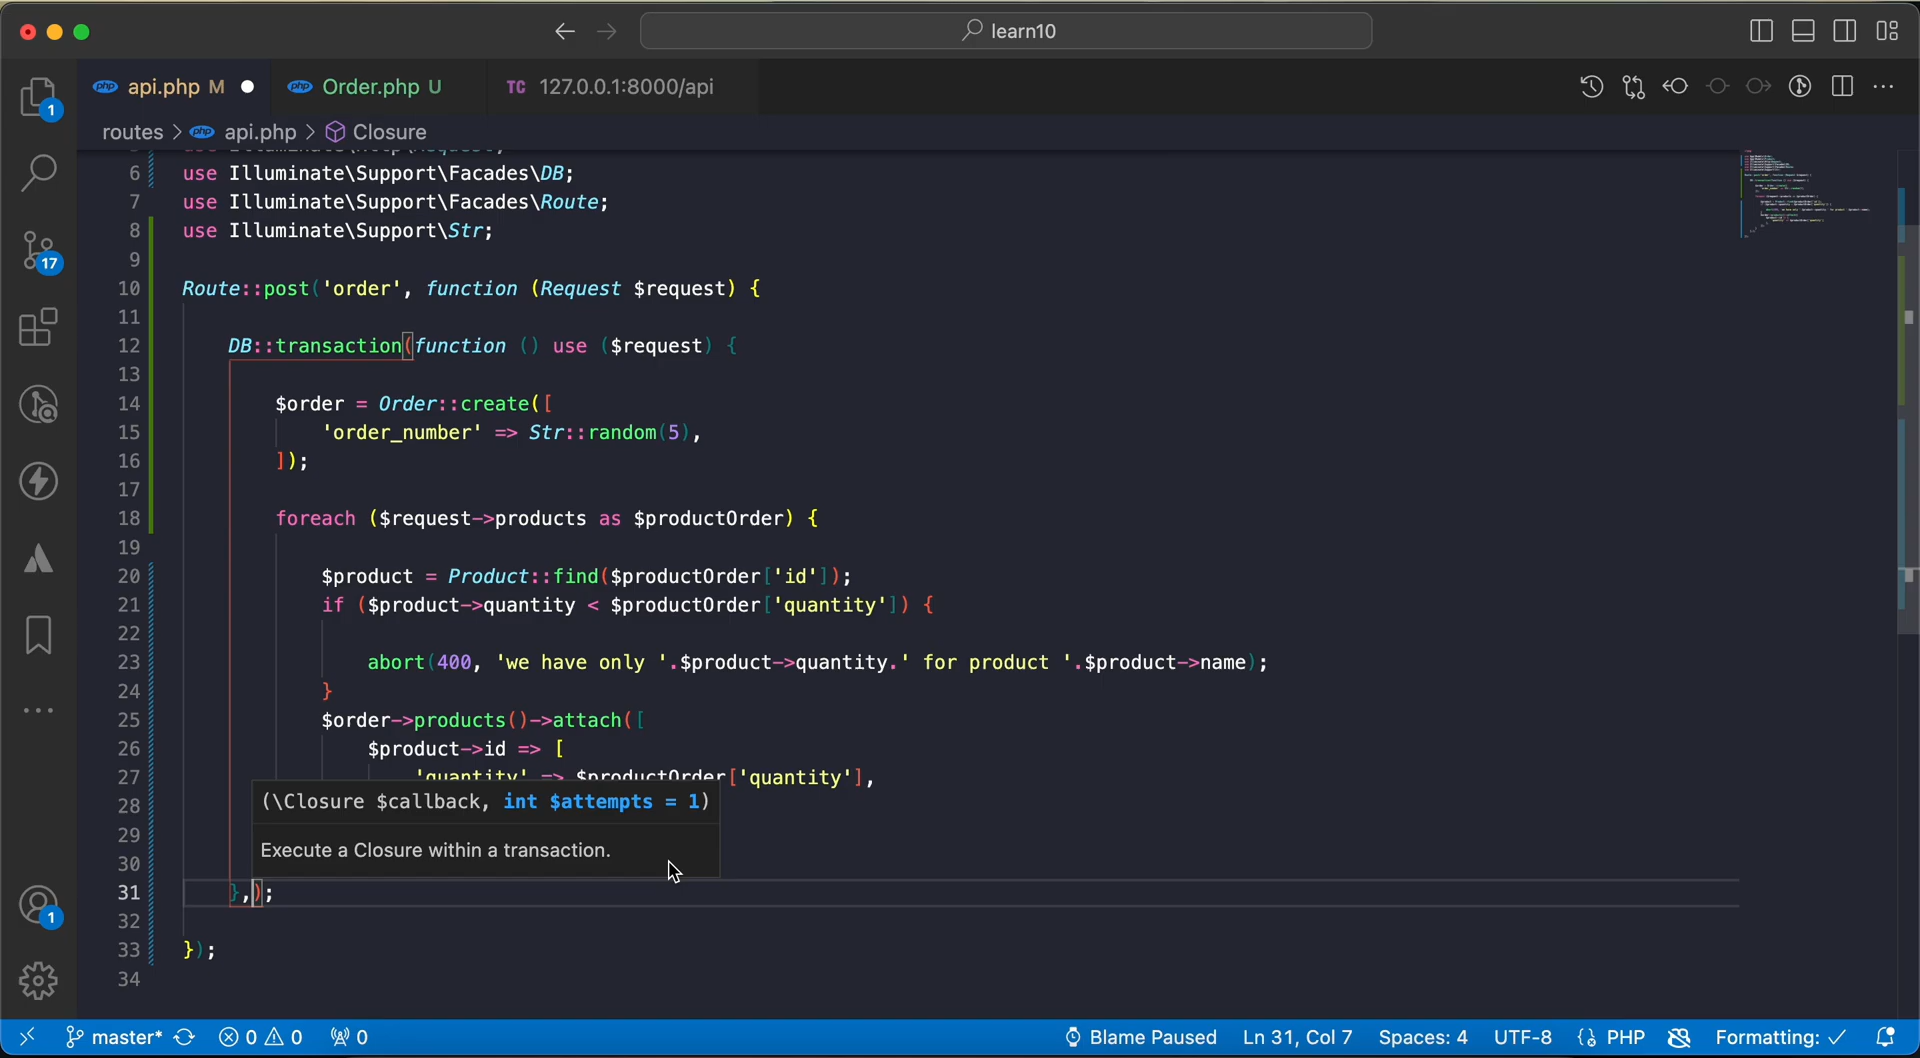 learn10
api.php M
Order.php U
TC 127.0.0.1:8000/api
1
routes > api.php > Closure
6 use Illuminate\Support\Facades\DB;
7 use Illuminate\Support\Facades\Route;
8 use Illuminate\Support\Str;
17
9
10 Route::post('order', function (Request $request) {
11
12 DB::transaction(function () use ($request) {
13
14 $order = Order::create([
15 'order_number' => Str::random(5),
16 ]);
17
18 foreach ($request->products as $productOrder) {
19
20 $product = Product::find($productOrder['id']);
21 if ($product->quantity < $productOrder['quantity']) {
22
23 abort(400, 'we have only '.$product->quantity.' for product '.$product->name);
24 }
25 $order->products()->attach([
26 $product->id => [
27 'quantity' => $productOrder['quantity'],
28 (\Closure $callback, int $attempts = 1)
29
30 Execute a Closure within a transaction.
31 },);
1
32
33 });
34
master* 0 0 0 Blame Paused Ln 31, Col 7 Spaces: 4 UTF-8 PHP Formatting: ✓